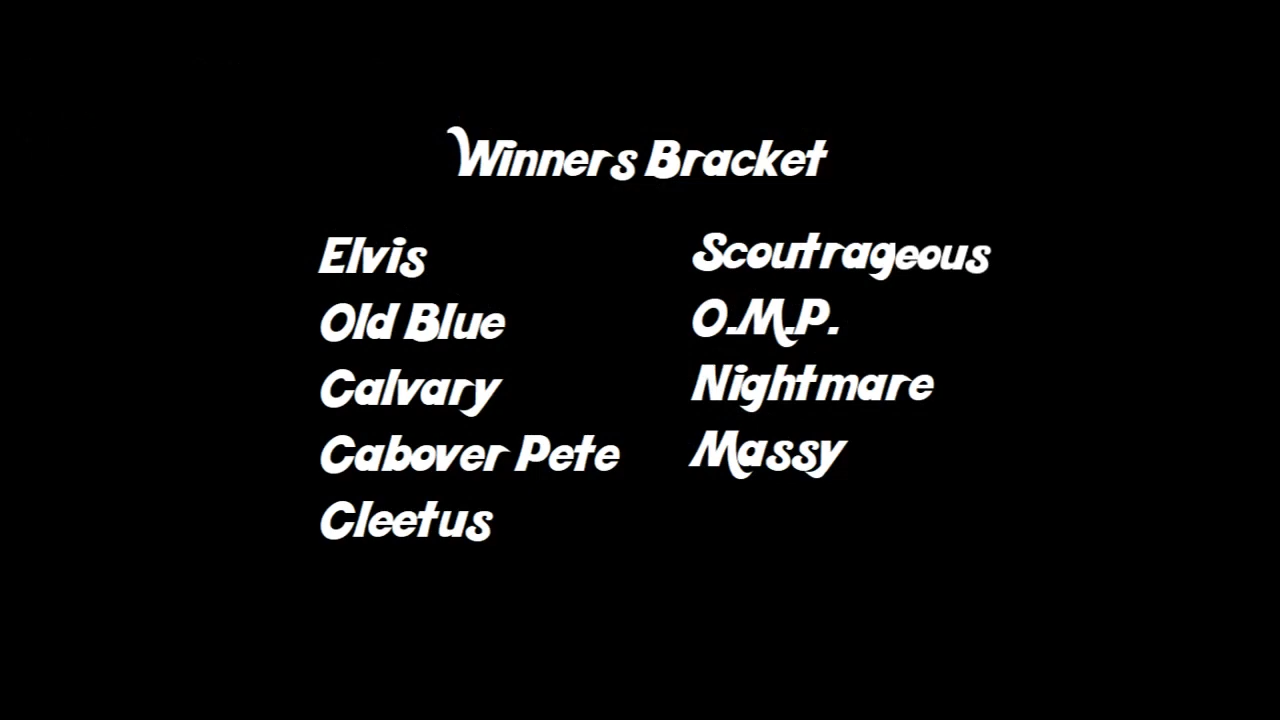 Winners Bracket
Elvis
Old Blue
Calvary
Cabover Pete
Cleetus
Scoutrageous
O.M.P.
Nightmare
Massy